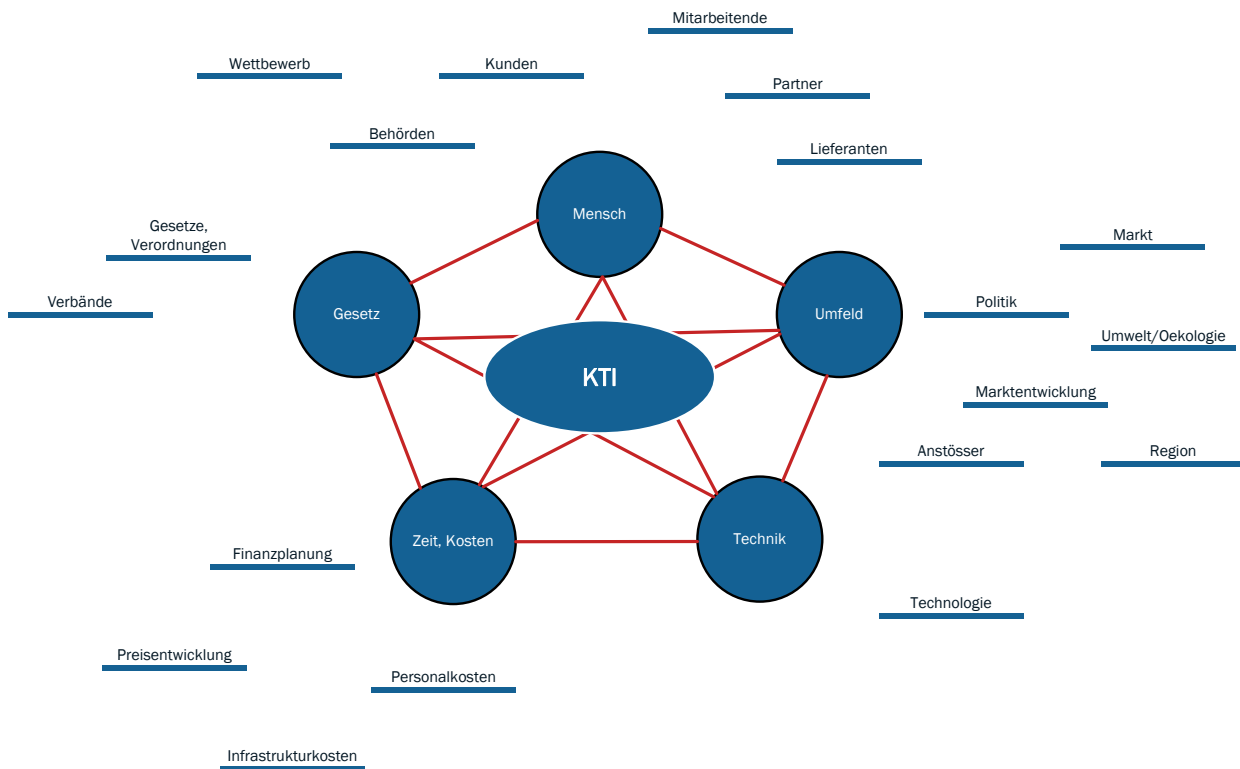 Mitarbeitende
Wettbewerb
Kunden
Partner
Behörden
Lieferanten
Mensch
Gesetze,
Verordnungen
Markt
Verbände
Gesetz
Umfeld
Politik
Umwelt/Oekologie
KTI
Marktentwicklung
Anstösser
Region
Zeit, Kosten
Technik
Finanzplanung
Technologie
Preisentwicklung
Personalkosten
Infrastrukturkosten